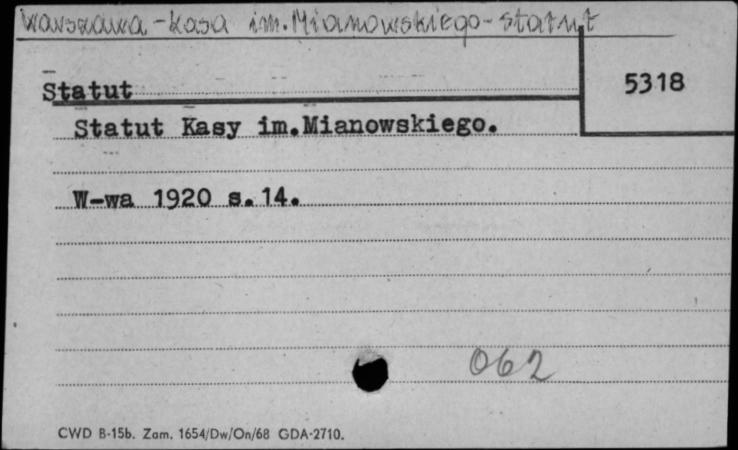 Warszawa - Kasa im. Mianowskiego - statut
5318
Statut
Statut Kasy im.Mianowskiego.
W-wa 1920 s. 14.
062
CWD B-15b. Zam. 1654/Dw/On/68 GDA-2710.